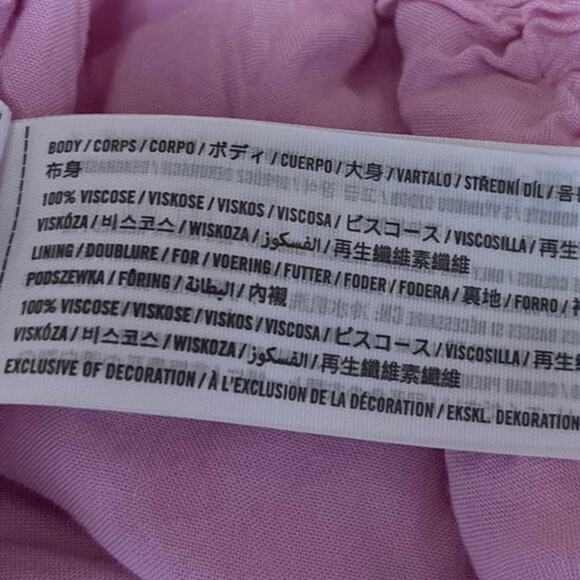 BODY / CORPS / CORPO / ボディ / CUERPO / 大身 / VARTALO / STŘEDNÍ DÍL /
布身
100% VISCOSE / VISKOSE / VISKOS / VISCOSA / ビスコース / VISCOSILLA / 再生
VISKÓZA / 비스코스 / WISKOZA / الفسكوز / 再生纖維素纖維
LINING / DOUBLURE / FOR / VOERING / FUTTER / FODER / FODERA / 裏地 / FORRO /
PODSZEWKA / FÔRING / البطانة / 內襯
100% VISCOSE / VISKOSE / VISKOS / VISCOSA / ビスコース / VISCOSILLA / 再生
VISKÓZA / 비스코스 / WISKOZA / الفسكوز / 再生纖維素纖維
EXCLUSIVE OF DECORATION / À L'EXCLUSION DE LA DÉCORATION / EKSKL. DEKORATION